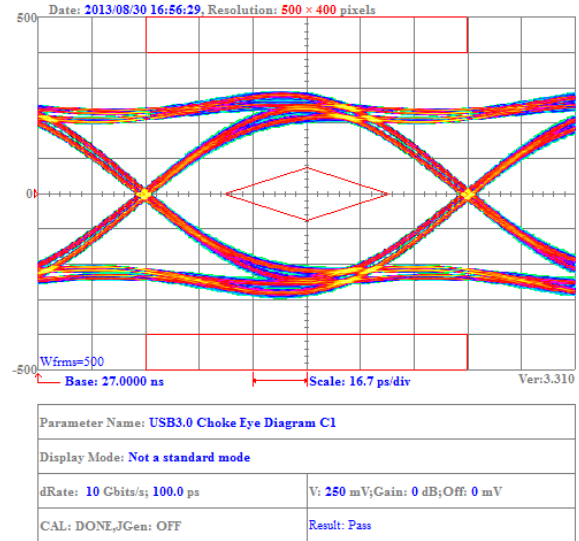 Date: 2013/08/30 16:56:29, Resolution: 500 × 400 pixels
500
0
-500
Wfrms=500
Base: 27.0000 ns
Scale: 16.7 ps/div
Ver:3.310
Parameter Name: USB3.0 Choke Eye Diagram C1
Display Mode: Not a standard mode
dRate: 10 Gbits/s; 100.0 ps
V: 250 mV;Gain: 0 dB;Off: 0 mV
CAL: DONE,JGen: OFF
Result: Pass